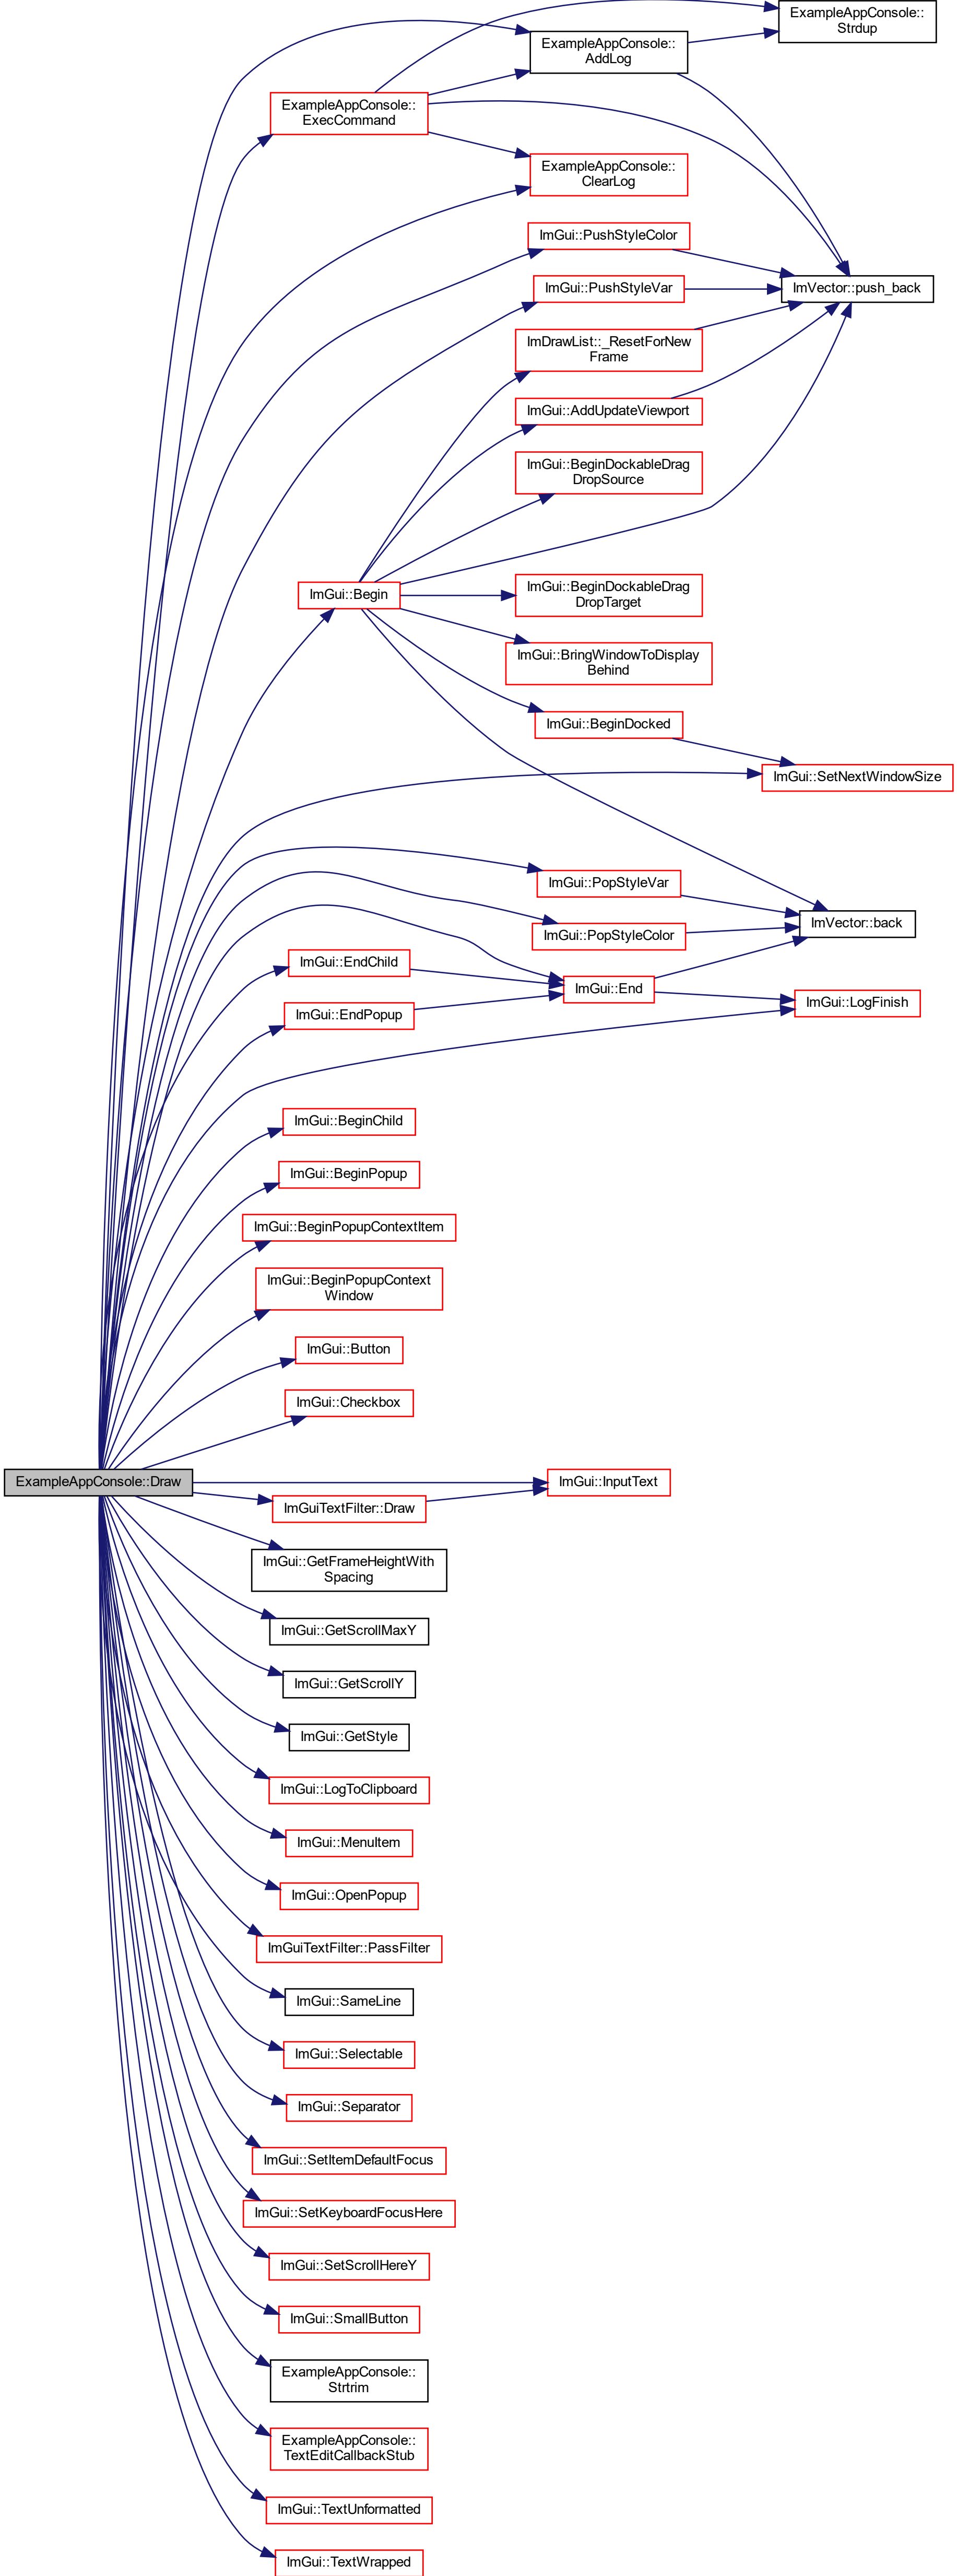 ExampleAppConsole::
Strdup
ExampleAppConsole::
AddLog
ExampleAppConsole::
ExecCommand
ExampleAppConsole::
ClearLog
ImGui::PushStyleColor
ImGui::PushStyleVar
ImVector::push_back
ImDrawList::_ResetForNew
Frame
ImGui::AddUpdateViewport
ImGui::BeginDockableDrag
DropSource
ImGui::Begin
ImGui::BeginDockableDrag
DropTarget
ImGui::BringWindowToDisplay
Behind
ImGui::BeginDocked
ImGui::SetNextWindowSize
ImGui::PopStyleVar
ImVector::back
ImGui::PopStyleColor
ImGui::EndChild
ImGui::End
ImGui::LogFinish
ImGui::EndPopup
ImGui::BeginChild
ImGui::BeginPopup
ImGui::BeginPopupContextItem
ImGui::BeginPopupContext
Window
ImGui::Button
ImGui::Checkbox
ExampleAppConsole::Draw
ImGui::InputText
ImGuiTextFilter::Draw
ImGui::GetFrameHeightWith
Spacing
ImGui::GetScrollMaxY
ImGui::GetScrollY
ImGui::GetStyle
ImGui::LogToClipboard
ImGui::MenuItem
ImGui::OpenPopup
ImGuiTextFilter::PassFilter
ImGui::SameLine
ImGui::Selectable
ImGui::Separator
ImGui::SetItemDefaultFocus
ImGui::SetKeyboardFocusHere
ImGui::SetScrollHereY
ImGui::SmallButton
ExampleAppConsole::
Strtrim
ExampleAppConsole::
TextEditCallbackStub
ImGui::TextUnformatted
ImGui::TextWrapped